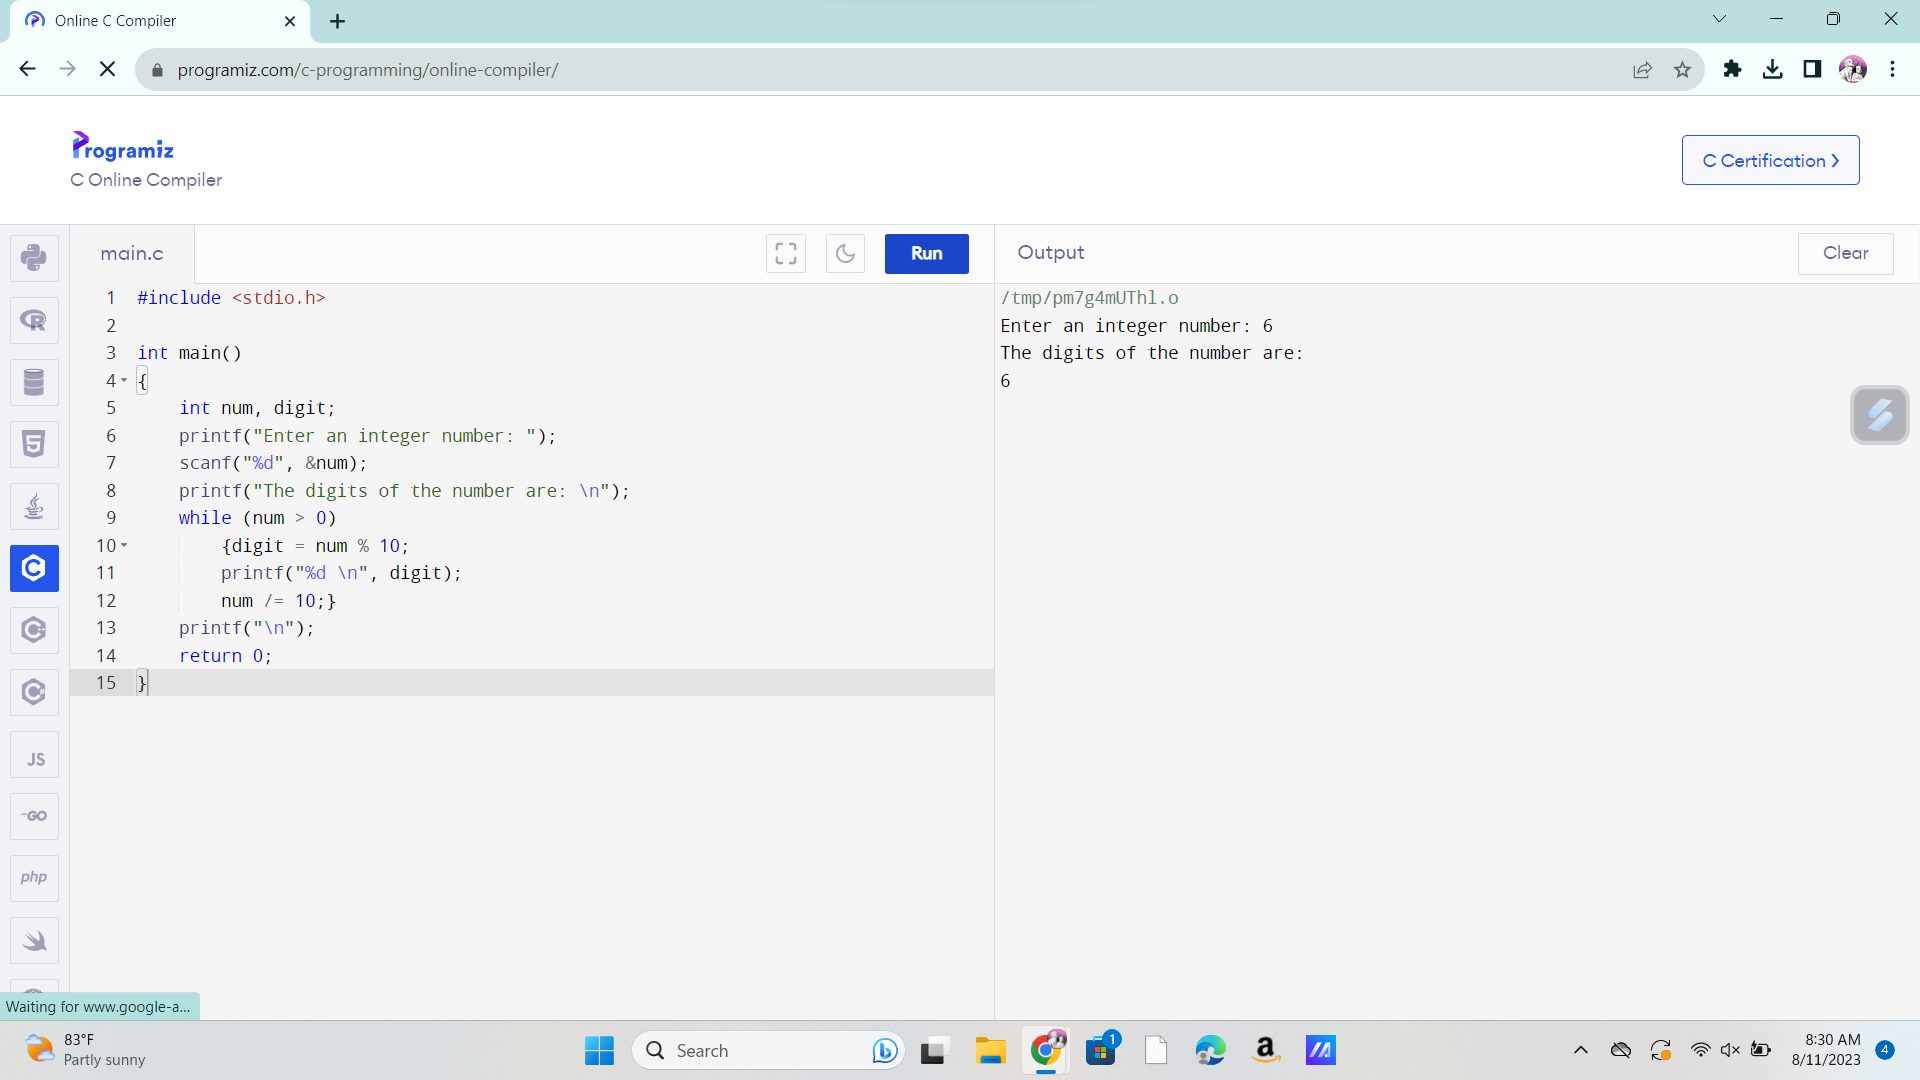 Online C Compiler
programiz.com/c-programming/online-compiler/
Programiz
C Online Compiler
C Certification
main.c
Run
Output
Clear
1 #include <stdio.h>
2
3 int main()
4 {
5 int num, digit;
6 printf("Enter an integer number: ");
7 scanf("%d", &num);
8 printf("The digits of the number are: \n");
9 while (num > 0)
10 {digit = num % 10;
11 printf("%d \n", digit);
12 num /= 10;}
13 printf("\n");
14 return 0;
15 }
/tmp/pm7g4mUThl.o
Enter an integer number: 6
The digits of the number are:
6
R
5
C
C
C
JS
GO
php
Waiting for www.google-a...
83°F
Partly sunny
Search
1
a
8:30 AM
8/11/2023
4